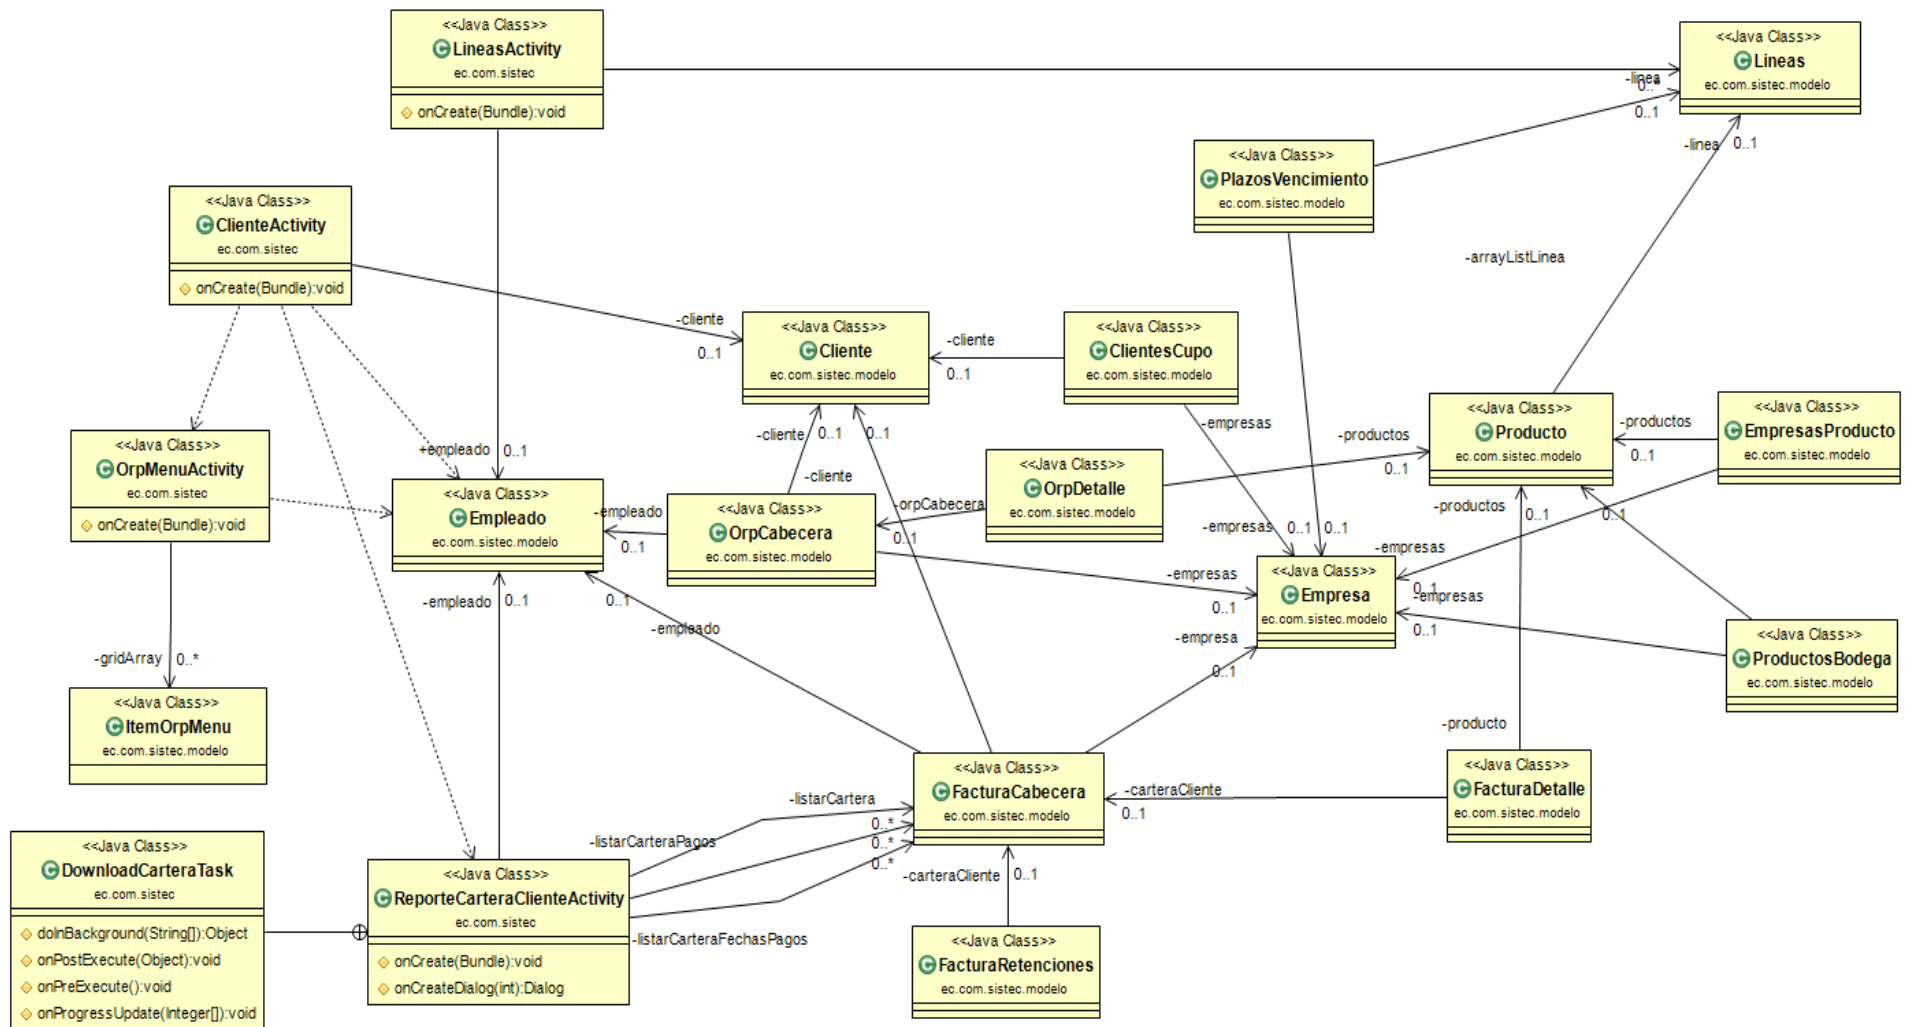 <<Java Class>>
LineasActivity
ec.com.sistec
onCreate(Bundle):void
<<Java Class>>
Lineas
ec.com.sistec.modelo
-linea
0..*
0..1
-linea
0..1
<<Java Class>>
PlazosVencimiento
ec.com.sistec.modelo
<<Java Class>>
ClienteActivity
ec.com.sistec
onCreate(Bundle):void
-arrayListLinea
-cliente
0..1
<<Java Class>>
Cliente
ec.com.sistec.modelo
-cliente
0..1
<<Java Class>>
ClientesCupo
ec.com.sistec.modelo
-empresas
<<Java Class>>
Producto
ec.com.sistec.modelo
-productos
0..1
<<Java Class>>
EmpresasProducto
ec.com.sistec.modelo
<<Java Class>>
OrpMenuActivity
ec.com.sistec
onCreate(Bundle):void
+empleado
0..1
-cliente
0..1
0..1
-cliente
-productos
0..1
<<Java Class>>
OrpDetalle
ec.com.sistec.modelo
<<Java Class>>
Empleado
ec.com.sistec.modelo
-empleado
0..1
<<Java Class>>
OrpCabecera
ec.com.sistec.modelo
-orpCabecera
0..1
-empresas
0..1
0..1
-productos
0..1
0..1
-empresas
<<Java Class>>
Empresa
ec.com.sistec.modelo
-empresas
0..1
0..1
-empresas
0..1
-empleado
0..1
0..1
-empleado
-empresa
0..1
<<Java Class>>
ProductosBodega
ec.com.sistec.modelo
-gridArray
0..*
<<Java Class>>
ItemOrpMenu
ec.com.sistec.modelo
-producto
<<Java Class>>
FacturaCabecera
ec.com.sistec.modelo
-carteraCliente
0..1
<<Java Class>>
FacturaDetalle
ec.com.sistec.modelo
-listarCartera
0..*
-listarCarteraPagos
0..*
0..*
-listarCarteraFechasPagos
-carteraCliente
0..1
<<Java Class>>
DownloadCarteraTask
ec.com.sistec
doInBackground(String[]):Object
onPostExecute(Object):void
onPreExecute():void
onProgressUpdate(Integer[]):void
<<Java Class>>
ReporteCarteraClienteActivity
ec.com.sistec
onCreate(Bundle):void
onCreateDialog(int):Dialog
<<Java Class>>
FacturaRetenciones
ec.com.sistec.modelo